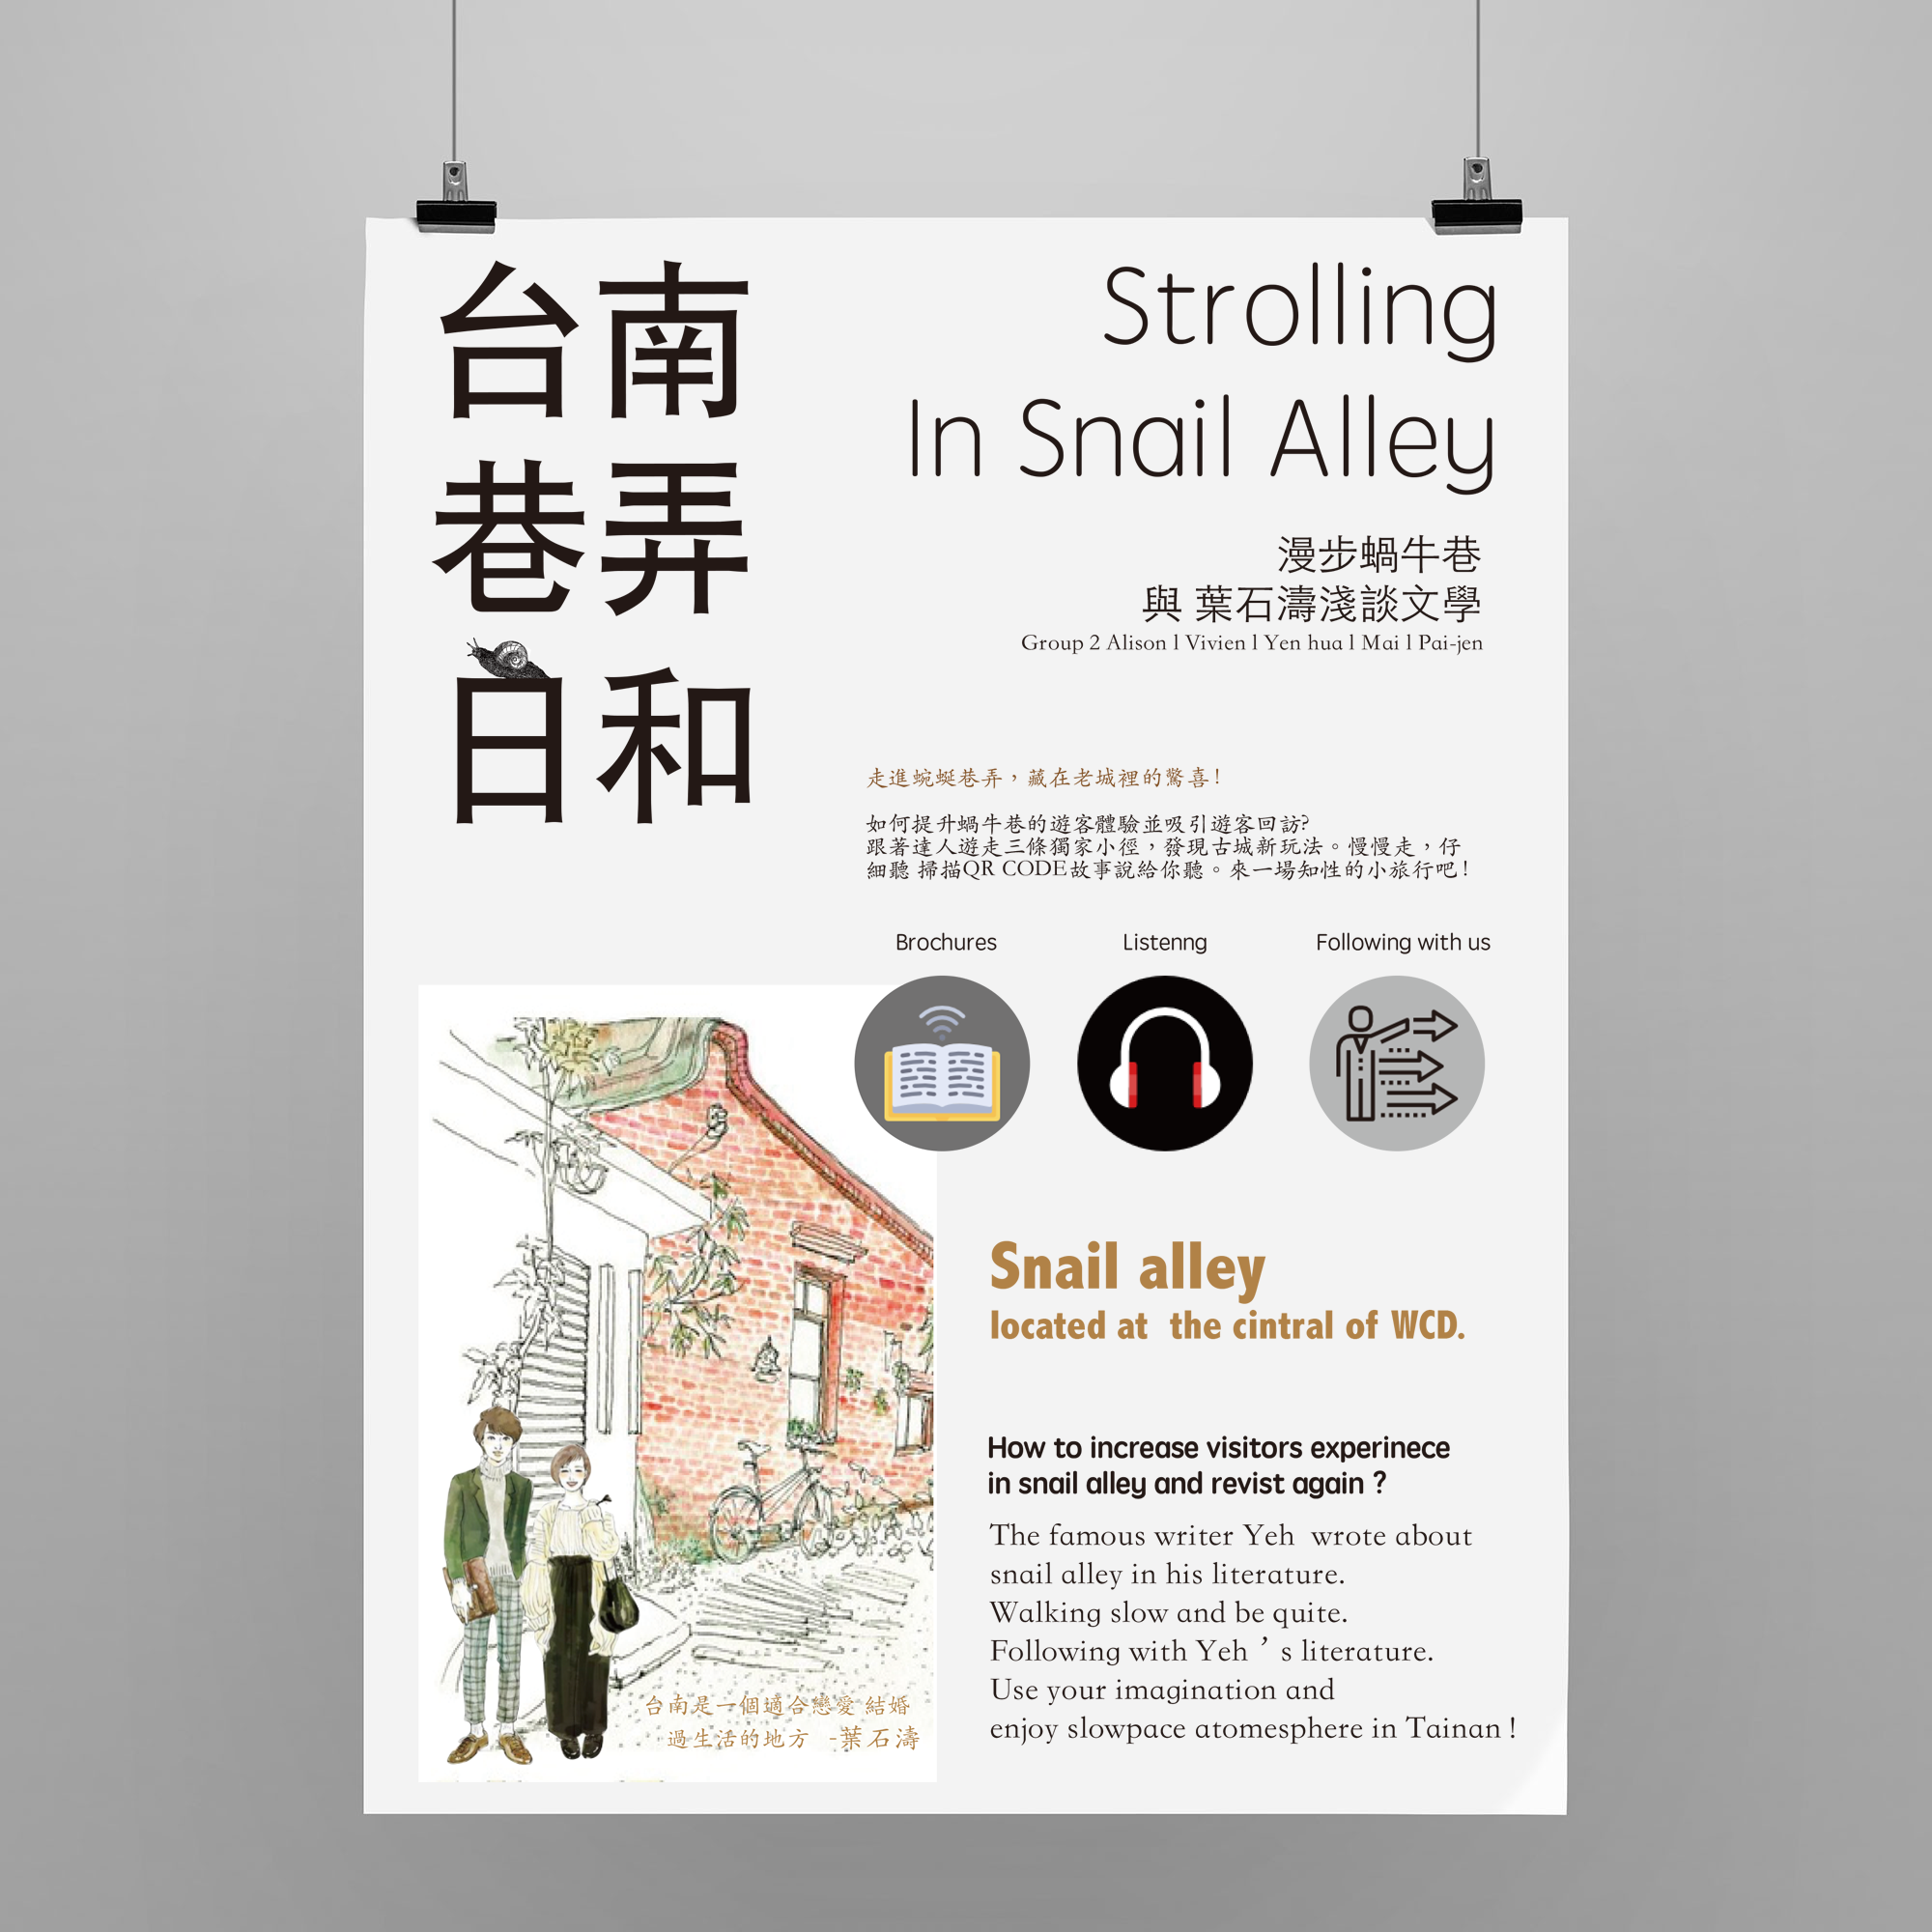 台南
巷弄
日和
Strolling
In Snail Alley
漫步蝸牛巷
與 葉石濤淺談文學
Group 2 Alison l Vivien l Yen hua l Mai l Pai-jen
走進蜿蜒巷弄，藏在老城裡的驚喜！
如何提升蝸牛巷的遊客體驗並吸引遊客回訪?
跟著達人遊走三條獨家小徑，發現古城新玩法。慢慢走，仔
細聽 掃描QR CODE故事說給你聽。來一場知性的小旅行吧！
Brochures
Listenng
Following with us
Snail alley
located at the cintral of WCD.
How to increase visitors experinece
in snail alley and revist again ?
The famous writer Yeh wrote about
snail alley in his literature.
Walking slow and be quite.
Following with Yeh ’ s literature.
Use your imagination and
enjoy slowpace atomesphere in Tainan !
台南是一個適合戀愛 結婚
過生活的地方 -葉石濤